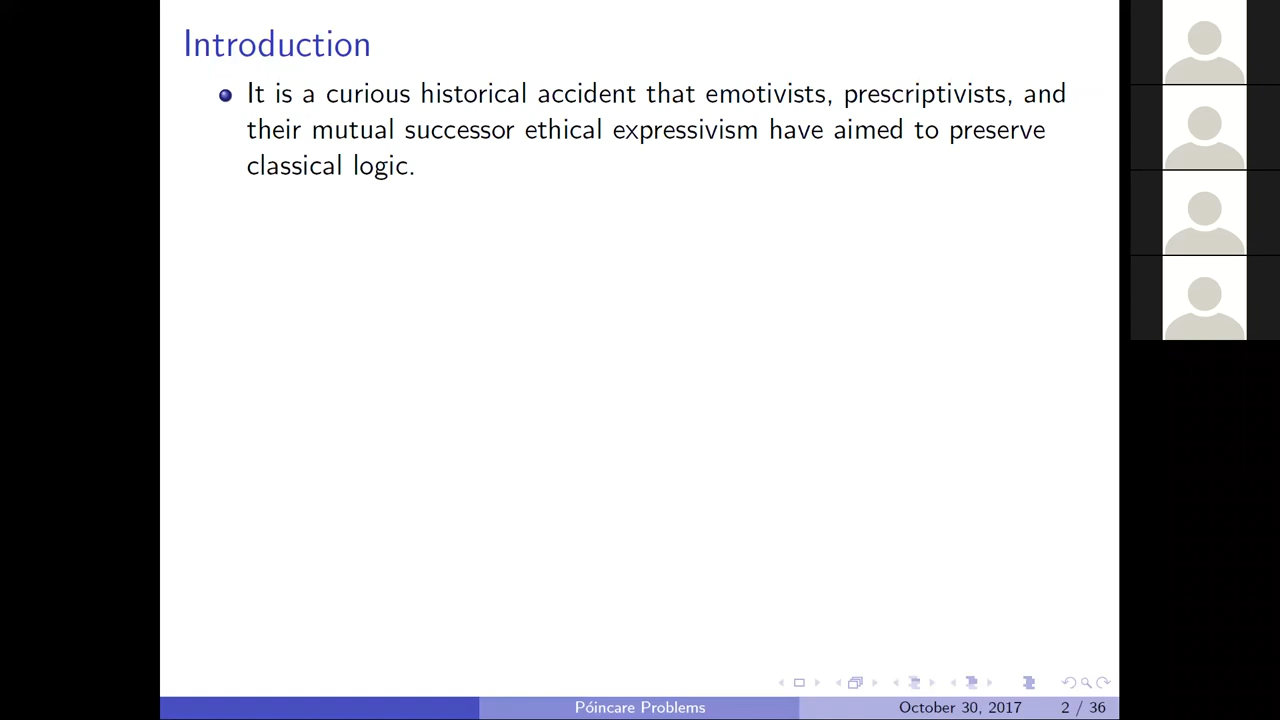 Introduction
It is a curious historical accident that emotivists, prescriptivists, and
their mutual successor ethical expressivism have aimed to preserve
classical logic.
Póincare Problems
October 30, 2017
2 / 36